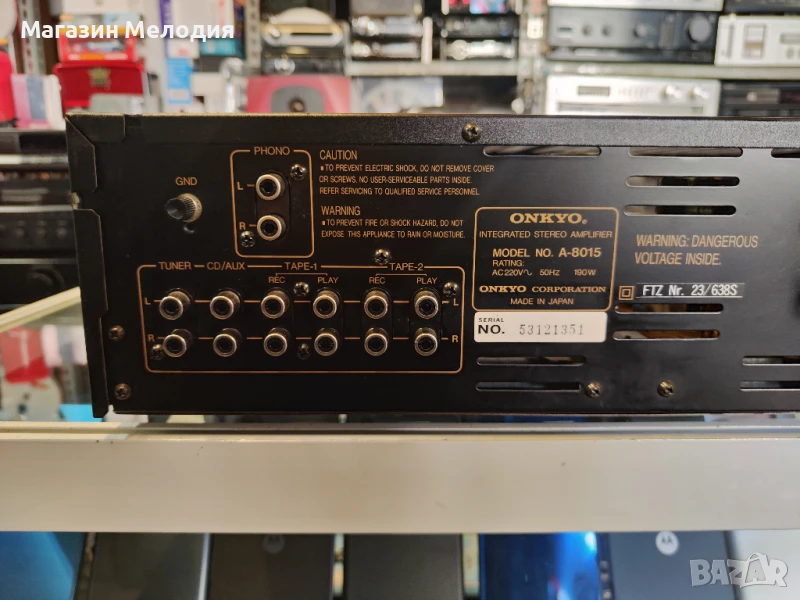 Магазин Мелодия
PHONO
GND
L
R
CAUTION
■TO PREVENT ELECTRIC SHOCK, DO NOT REMOVE COVER
OR SCREWS. NO USER-SERVICEABLE PARTS INSIDE.
REFER SERVICING TO QUALIFIED SERVICE PERSONNEL.
WARNING
■TO PREVENT FIRE OR SHOCK HAZARD, DO NOT
EXPOSE THIS APPLIANCE TO RAIN OR MOISTURE.
TUNER CD/AUX TAPE-1 TAPE-2
REC PLAY REC PLAY
L L
R R
ONKYO®
INTEGRATED STEREO AMPLIFIER
MODEL NO. A-8015
RATING:
AC 220V∿ 50Hz 190W
ONKYO CORPORATION
MADE IN JAPAN
SERIAL
NO. 53121351
WARNING: DANGEROUS
VOLTAGE INSIDE.
FTZ Nr. 23/638S
BAZAR